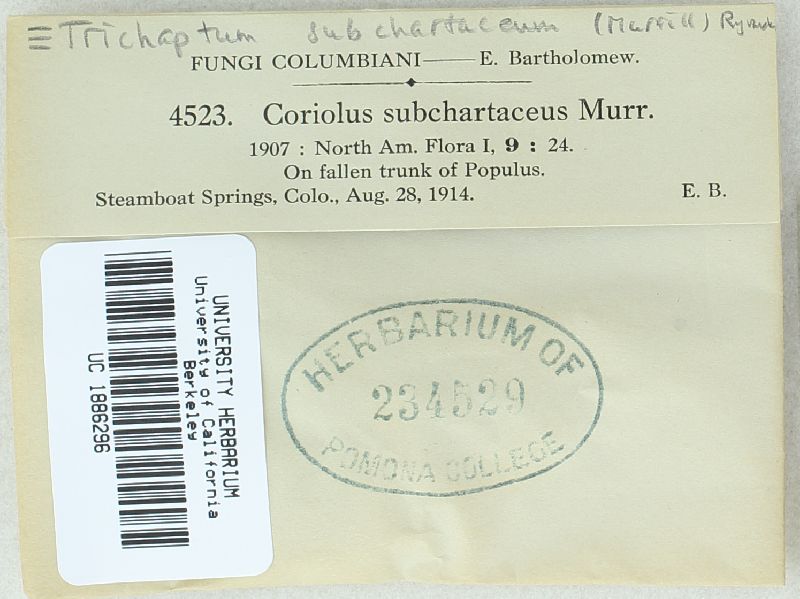 ≡ Trichaptum subchartaceum (Murrill) Ryvard
FUNGI COLUMBIANI—E. Bartholomew.
4523. Coriolus subchartaceus Murr.
1907 : North Am. Flora I, 9 : 24.
On fallen trunk of Populus.
Steamboat Springs, Colo., Aug. 28, 1914. E. B.
UNIVERSITY HERBARIUM
University of California
Berkeley
UC 1886296
HERBARIUM OF
234529
POMONA COLLEGE